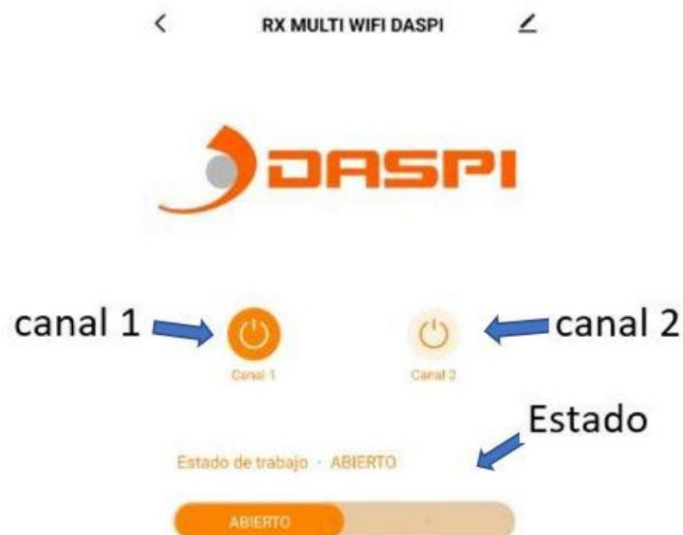 RX MULTI WIFI DASPI
DASPI
canal 1
canal 2
Canal 1
Canal 2
Estado
Estado de trabajo · ABIERTO
ABIERTO